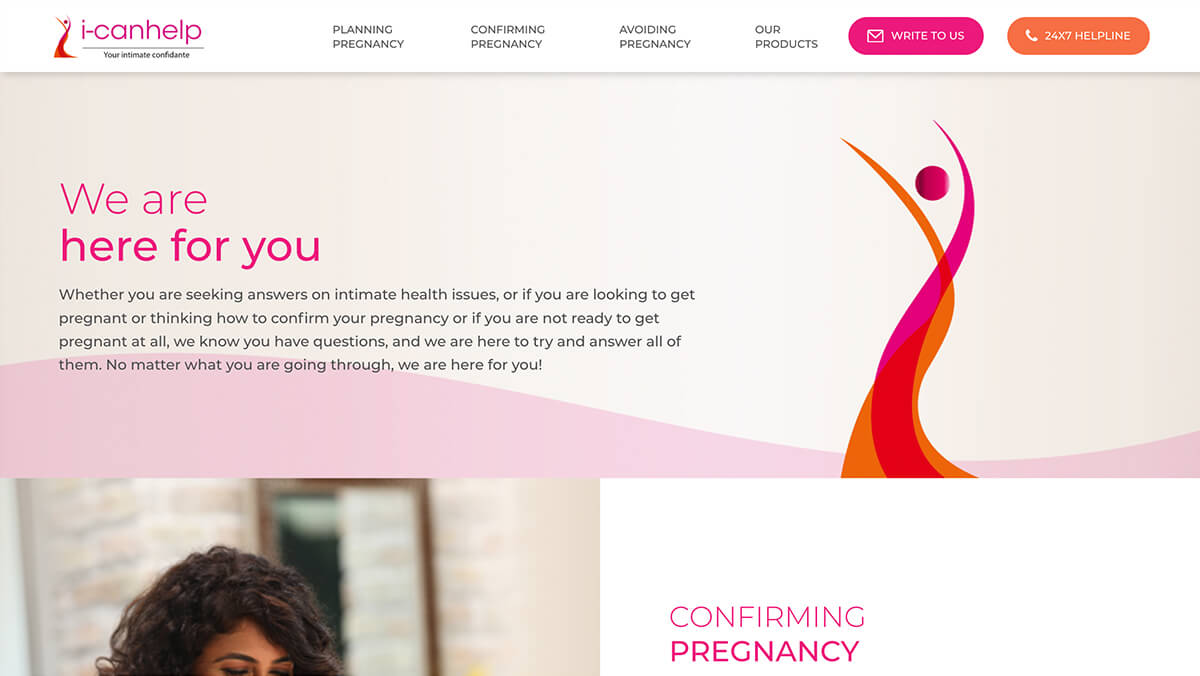 i-canhelp
Your intimate confidante
PLANNING
PREGNANCY
CONFIRMING
PREGNANCY
AVOIDING
PREGNANCY
OUR
PRODUCTS
WRITE TO US
24X7 HELPLINE
We are
here for you
Whether you are seeking answers on intimate health issues, or if you are looking to get
pregnant or thinking how to confirm your pregnancy or if you are not ready to get
pregnant at all, we know you have questions, and we are here to try and answer all of
them. No matter what you are going through, we are here for you!
CONFIRMING
PREGNANCY